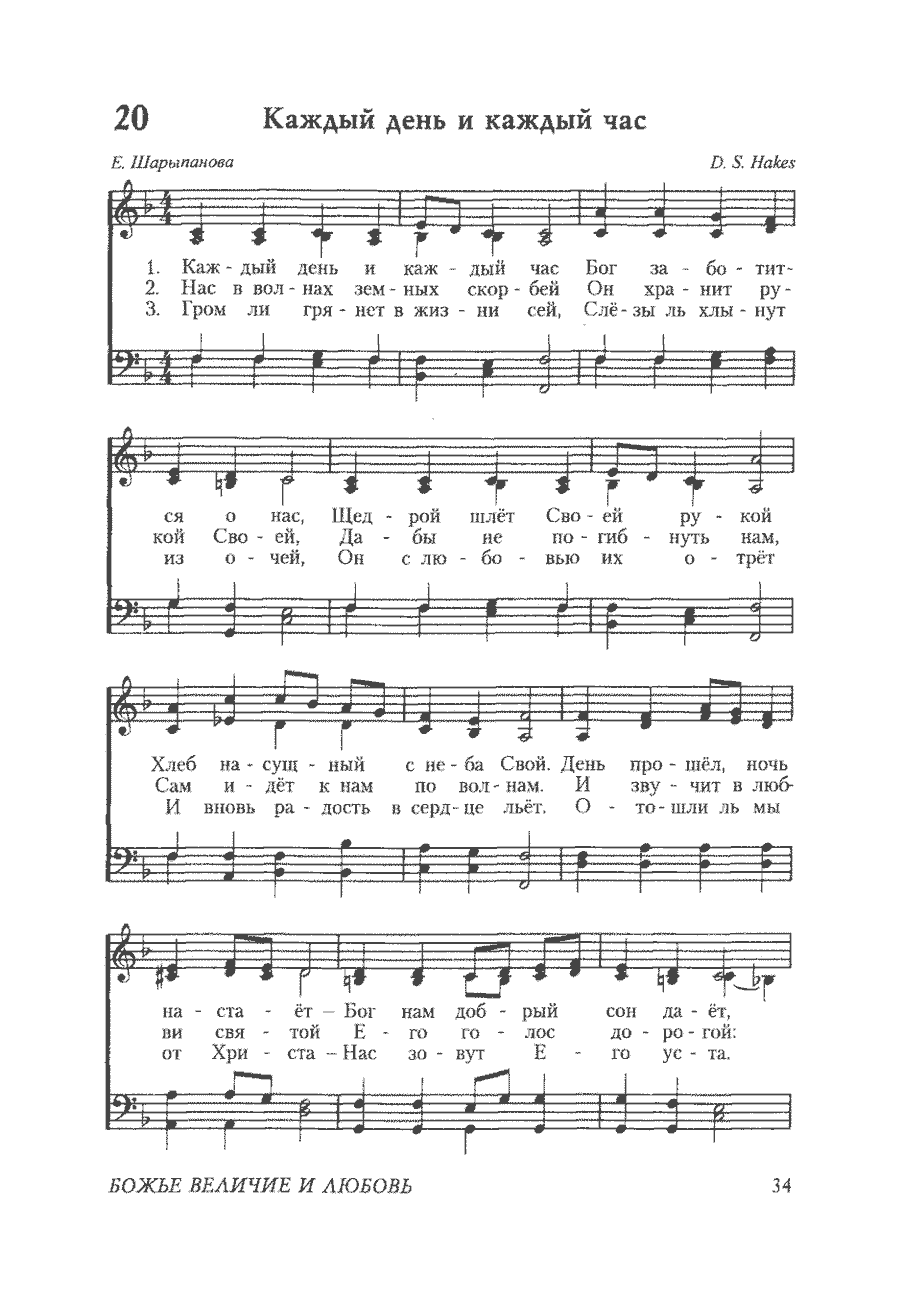 20 Каждый день и каждый час
Е. Шарыпанова D. S. Hakes
1. Каж - дый день и каж - дый час Бог за - бо - тит-
2. Нас в вол - нах зем - ных скор - бей Он хра - нит ру -
3. Гром ли гря - нет в жиз - ни сей, Слё - зы ль хлы - нут
ся о нас, Щед - рой шлёт Сво - ей ру - кой
кой Сво - ей, Да - бы не по - гиб - нуть нам,
из о - чей, Он с лю - бо - вью их о - трёт
Хлеб на - сущ - ный с не - ба Свой. День про - шёл, ночь
Сам и - дёт к нам по вол - нам. И зву - чит в люб-
И вновь ра - дость в серд - це льёт. О - то - шли ль мы
на - ста - ёт – Бог нам доб - рый сон да - ёт,
ви свя - той Е - го го - лос до - ро - гой:
от Хри - ста – Нас зо - вут Е - го ус - та.
БОЖЬЕ ВЕЛИЧИЕ И ЛЮБОВЬ 34